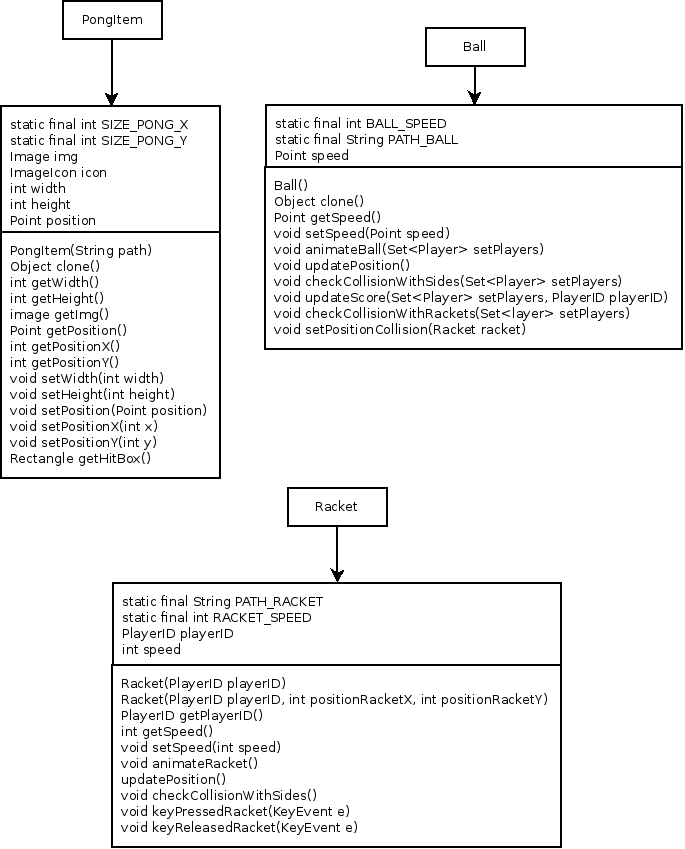 PongItem
static final int SIZE_PONG_X
static final int SIZE_PONG_Y
Image img
ImageIcon icon
int width
int height
Point position
PongItem(String path)
Object clone()
int getWidth()
int getHeight()
image getImg()
Point getPosition()
int getPositionX()
int getPositionY()
void setWidth(int width)
void setHeight(int height)
void setPosition(Point position)
void setPositionX(int x)
void setPositionY(int y)
Rectangle getHitBox()
Ball
static final int BALL_SPEED
static final String PATH_BALL
Point speed
Ball()
Object clone()
Point getSpeed()
void setSpeed(Point speed)
void animateBall(Set<Player> setPlayers)
void updatePosition()
void checkCollisionWithSides(Set<Player> setPlayers)
void updateScore(Set<Player> setPlayers, PlayerID playerID)
void checkCollisionWithRackets(Set<layer> setPlayers)
void setPositionCollision(Racket racket)
Racket
static final String PATH_RACKET
static final int RACKET_SPEED
PlayerID playerID
int speed
Racket(PlayerID playerID)
Racket(PlayerID playerID, int positionRacketX, int positionRacketY)
PlayerID getPlayerID()
int getSpeed()
void setSpeed(int speed)
void animateRacket()
updatePosition()
void checkCollisionWithSides()
void keyPressedRacket(KeyEvent e)
void keyReleasedRacket(KeyEvent e)